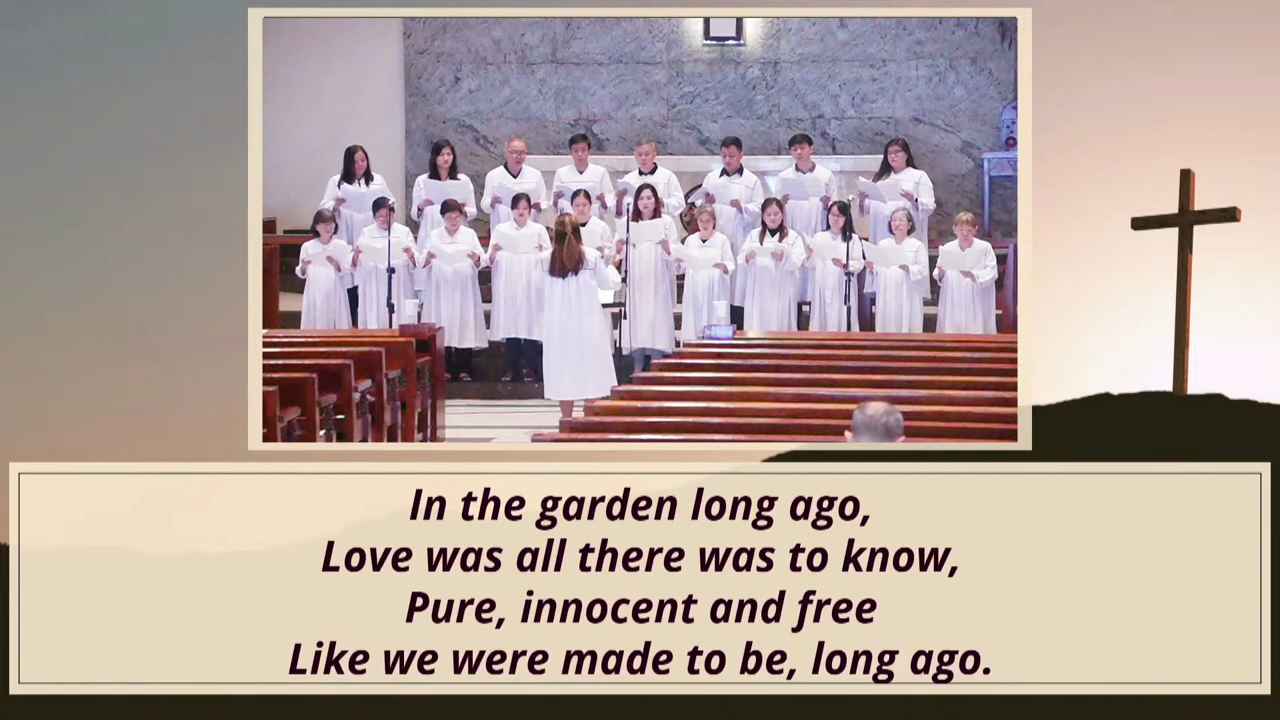 In the garden long ago,
Love was all there was to know,
Pure, innocent and free
Like we were made to be, long ago.